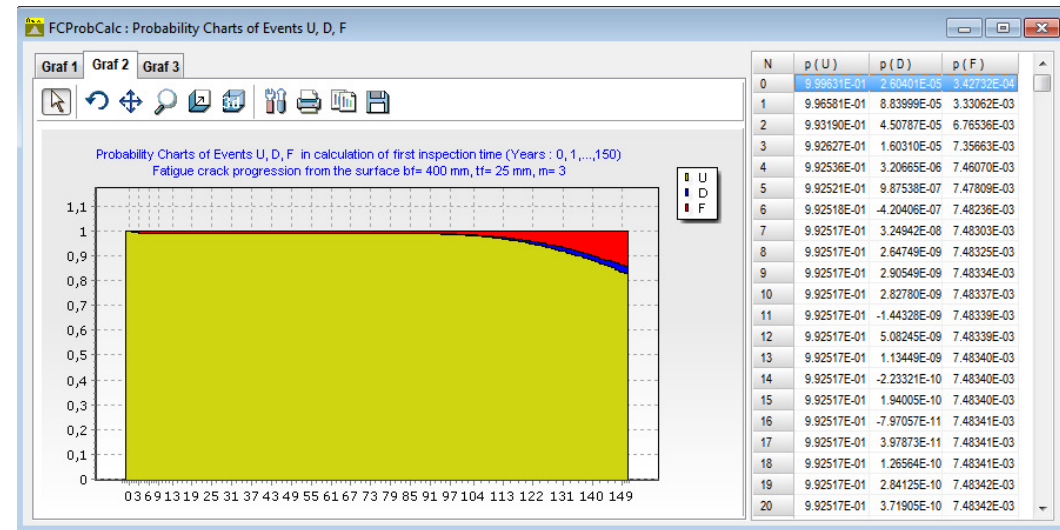 FCProbCalc : Probability Charts of Events U, D, F
Graf 1 Graf 2 Graf 3
Probability Charts of Events U, D, F in calculation of first inspection time (Years : 0, 1,...,150)
Fatigue crack progression from the surface bf= 400 mm, tf= 25 mm, m= 3
U
D
F
1,1
1
0,9
0,8
0,7
0,6
0,5
0,4
0,3
0,2
0,1
0
0 3 6 9 13 19 25 31 37 43 49 55 61 67 73 79 85 91 97 104 113 122 131 140 149
N p ( U ) p ( D ) p ( F )
0 9.99631E-01 2.60401E-05 3.42732E-04
1 9.96581E-01 8.83999E-05 3.33062E-03
2 9.93190E-01 4.50787E-05 6.76536E-03
3 9.92627E-01 1.60310E-05 7.35663E-03
4 9.92536E-01 3.20665E-06 7.46070E-03
5 9.92521E-01 9.87538E-07 7.47809E-03
6 9.92518E-01 -4.20406E-07 7.48236E-03
7 9.92517E-01 3.24942E-08 7.48303E-03
8 9.92517E-01 2.64749E-09 7.48325E-03
9 9.92517E-01 2.90549E-09 7.48334E-03
10 9.92517E-01 2.82780E-09 7.48337E-03
11 9.92517E-01 -1.44328E-09 7.48339E-03
12 9.92517E-01 5.08245E-09 7.48339E-03
13 9.92517E-01 1.13449E-09 7.48340E-03
14 9.92517E-01 -2.23321E-10 7.48340E-03
15 9.92517E-01 1.94005E-10 7.48340E-03
16 9.92517E-01 -7.97057E-11 7.48341E-03
17 9.92517E-01 3.97873E-11 7.48341E-03
18 9.92517E-01 1.26564E-10 7.48341E-03
19 9.92517E-01 2.84125E-10 7.48342E-03
20 9.92517E-01 3.71905E-10 7.48342E-03